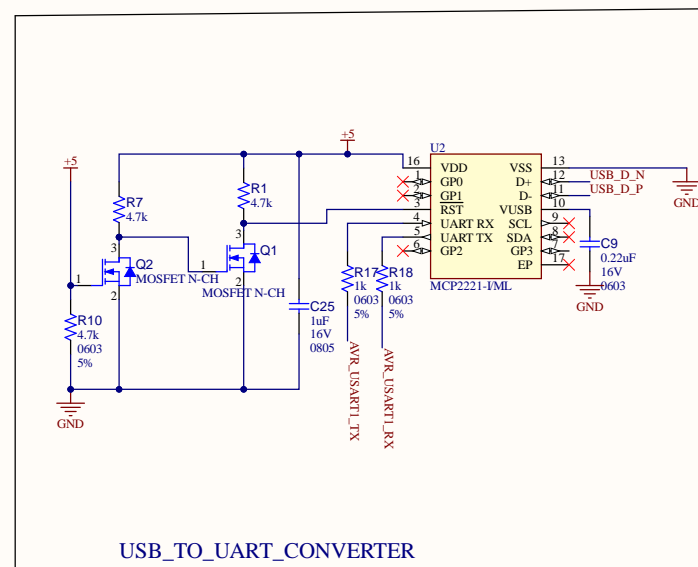 +5
+5
R7
4.7k
R1
4.7k
3
Q2
MOSFET N-CH
1
2
3
Q1
MOSFET N-CH
1
2
R10
4.7k
0603
5%
C25
1uF
16V
0805
GND
R17
1k
0603
5%
R18
1k
0603
5%
AVR_USART1_TX
AVR_USART1_RX
U2
16 VDD VSS 13
1 GP0 D+ 12 USB_D_N
2 GP1 D- 11 USB_D_P
3 RST VUSB 10
4 UART RX SCL 9
5 UART TX SDA 8
6 GP2 GP3 7
EP 17
MCP2221-I/ML
GND
C9
0.22uF
16V
0603
GND
USB_TO_UART_CONVERTER